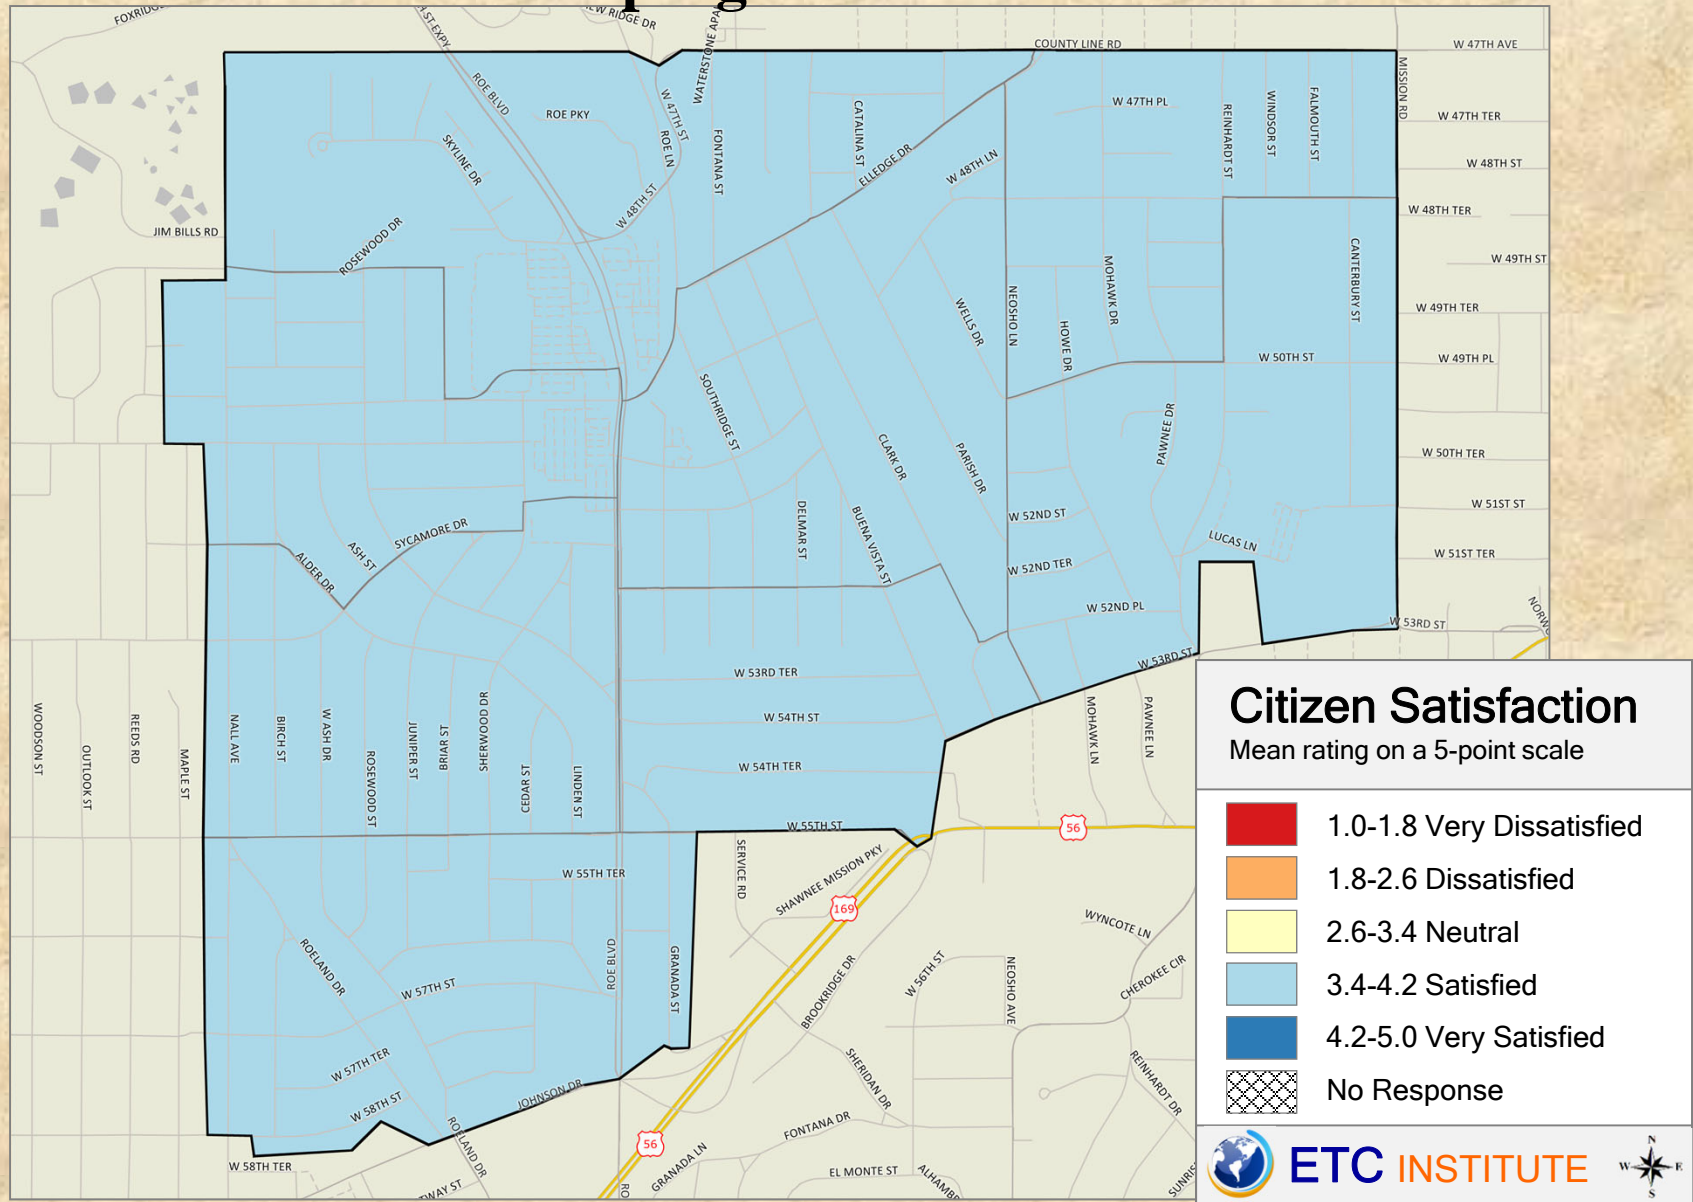 COUNTY LINE RD
W 47TH AVE
ROE BLVD
ROE PKY
W 47TH ST
W 47TH PL
MISSION RD
W 47TH TER
SKYLINE DR
ROE LN
FONTANA ST
CATALINA ST
ELLEDGE DR
W 48TH LN
REINHARDT ST
WINDSOR ST
FALMOUTH ST
W 48TH ST
W 48TH ST
W 48TH TER
JIM BILLS RD
ROSEWOOD DR
W 49TH ST
NEOSHO LN
MOHAWK DR
CANTERBURY ST
W 49TH TER
WELLS DR
HOWE DR
W 50TH ST
W 49TH PL
SOUTHRIDGE ST
CLARK DR
PARISH DR
PAWNEE DR
W 50TH TER
W 51ST ST
SYCAMORE DR
ASH ST
ALDER DR
DELMAR ST
BUENA VISTA ST
W 52ND ST
W 52ND TER
LUCAS LN
W 51ST TER
W 52ND PL
W 53RD ST
W 53RD ST
W 53RD TER
W 54TH ST
W 54TH TER
W 55TH ST
WOODSON ST
OUTLOOK ST
REEDS RD
MAPLE ST
NALL AVE
BIRCH ST
W ASH DR
ROSEWOOD ST
JUNIPER ST
BRIAR ST
SHERWOOD DR
CEDAR ST
LINDEN ST
MOHAWK LN
PAWNEE LN
56
W 55TH TER
SERVICE RD
SHAWNEE MISSION PKY
169
ROELAND DR
W 57TH ST
ROE BLVD
GRANADA ST
BROOKRIDGE DR
W 56TH ST
NEOSHO AVE
WYNCOTE LN
CHEROKEE CIR
W 57TH TER
W 58TH ST
JOHNSON DR
ROELAND DR
W 58TH TER
SHERIDAN DR
REINHARDT DR
FONTANA DR
56
GRANADA LN
EL MONTE ST
Citizen Satisfaction
Mean rating on a 5-point scale
1.0-1.8 Very Dissatisfied
1.8-2.6 Dissatisfied
2.6-3.4 Neutral
3.4-4.2 Satisfied
4.2-5.0 Very Satisfied
No Response
ETC INSTITUTE
N
W E
S